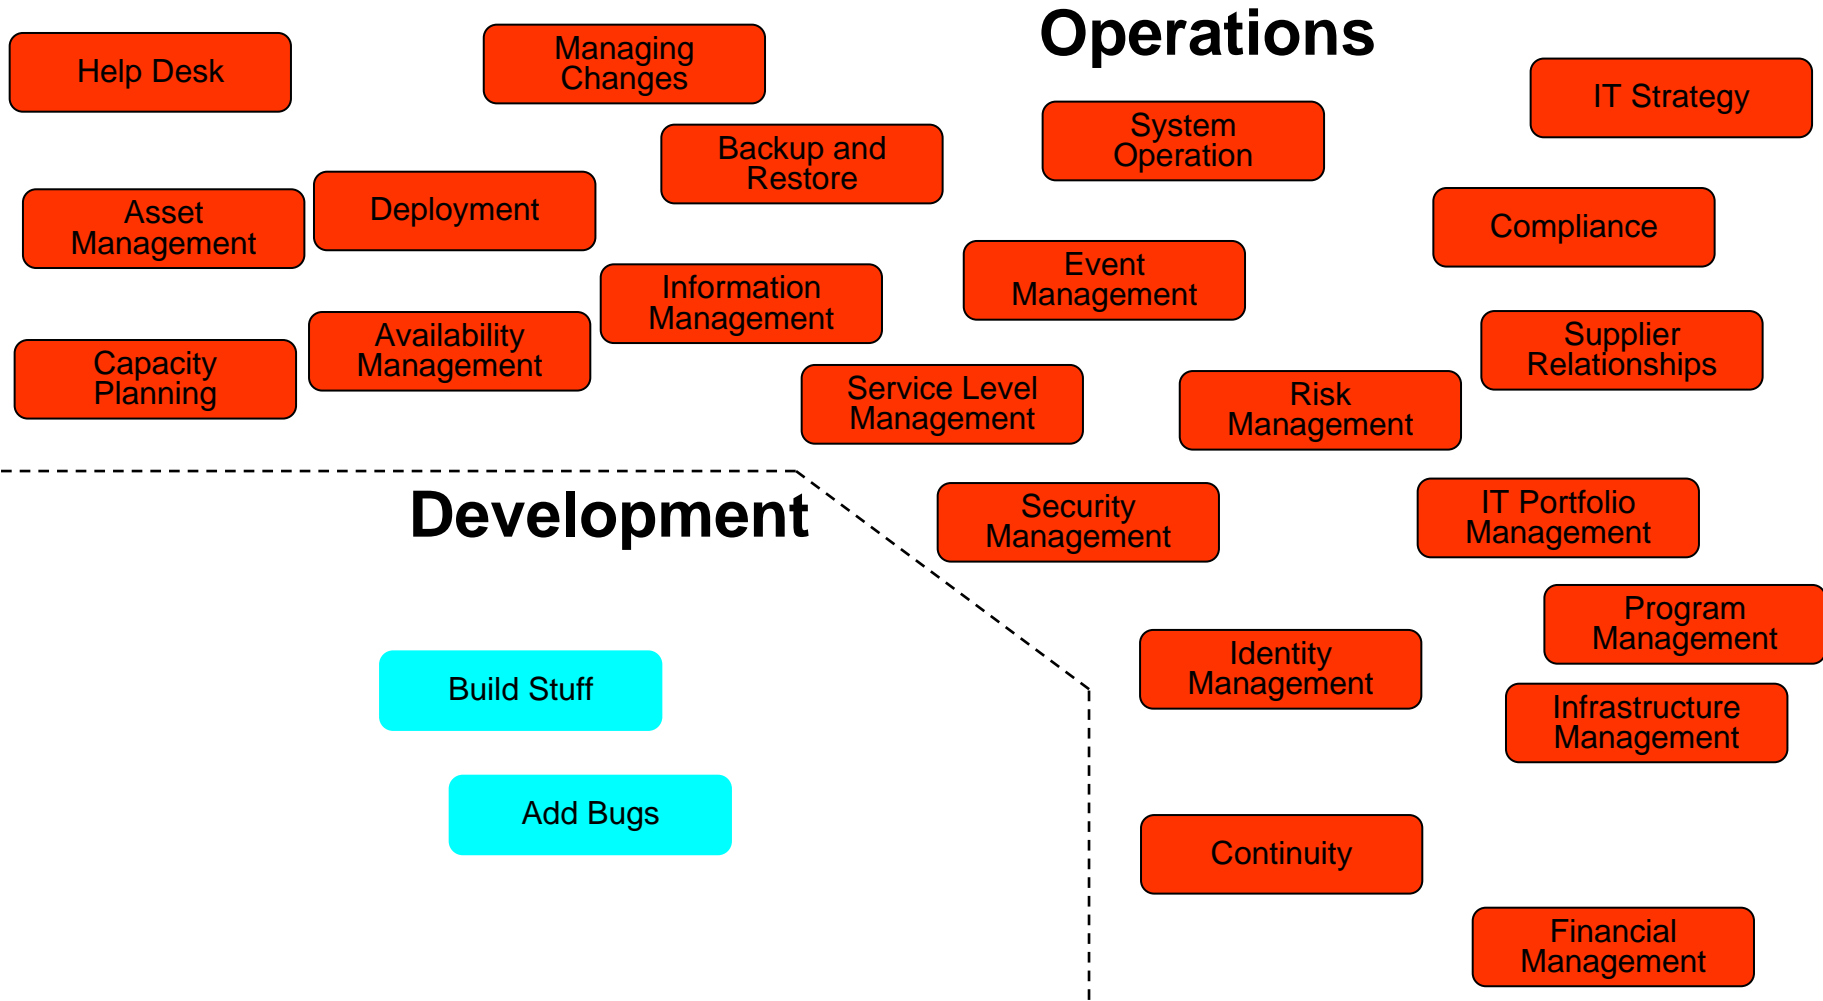 Operations
Help Desk
Managing
Changes
IT Strategy
Backup and
Restore
System
Operation
Asset
Management
Deployment
Compliance
Event
Management
Information
Management
Supplier
Relationships
Availability
Management
Capacity
Planning
Service Level
Management
Risk
Management
Development
Security
Management
IT Portfolio
Management
Program
Management
Identity
Management
Build Stuff
Infrastructure
Management
Add Bugs
Continuity
Financial
Management